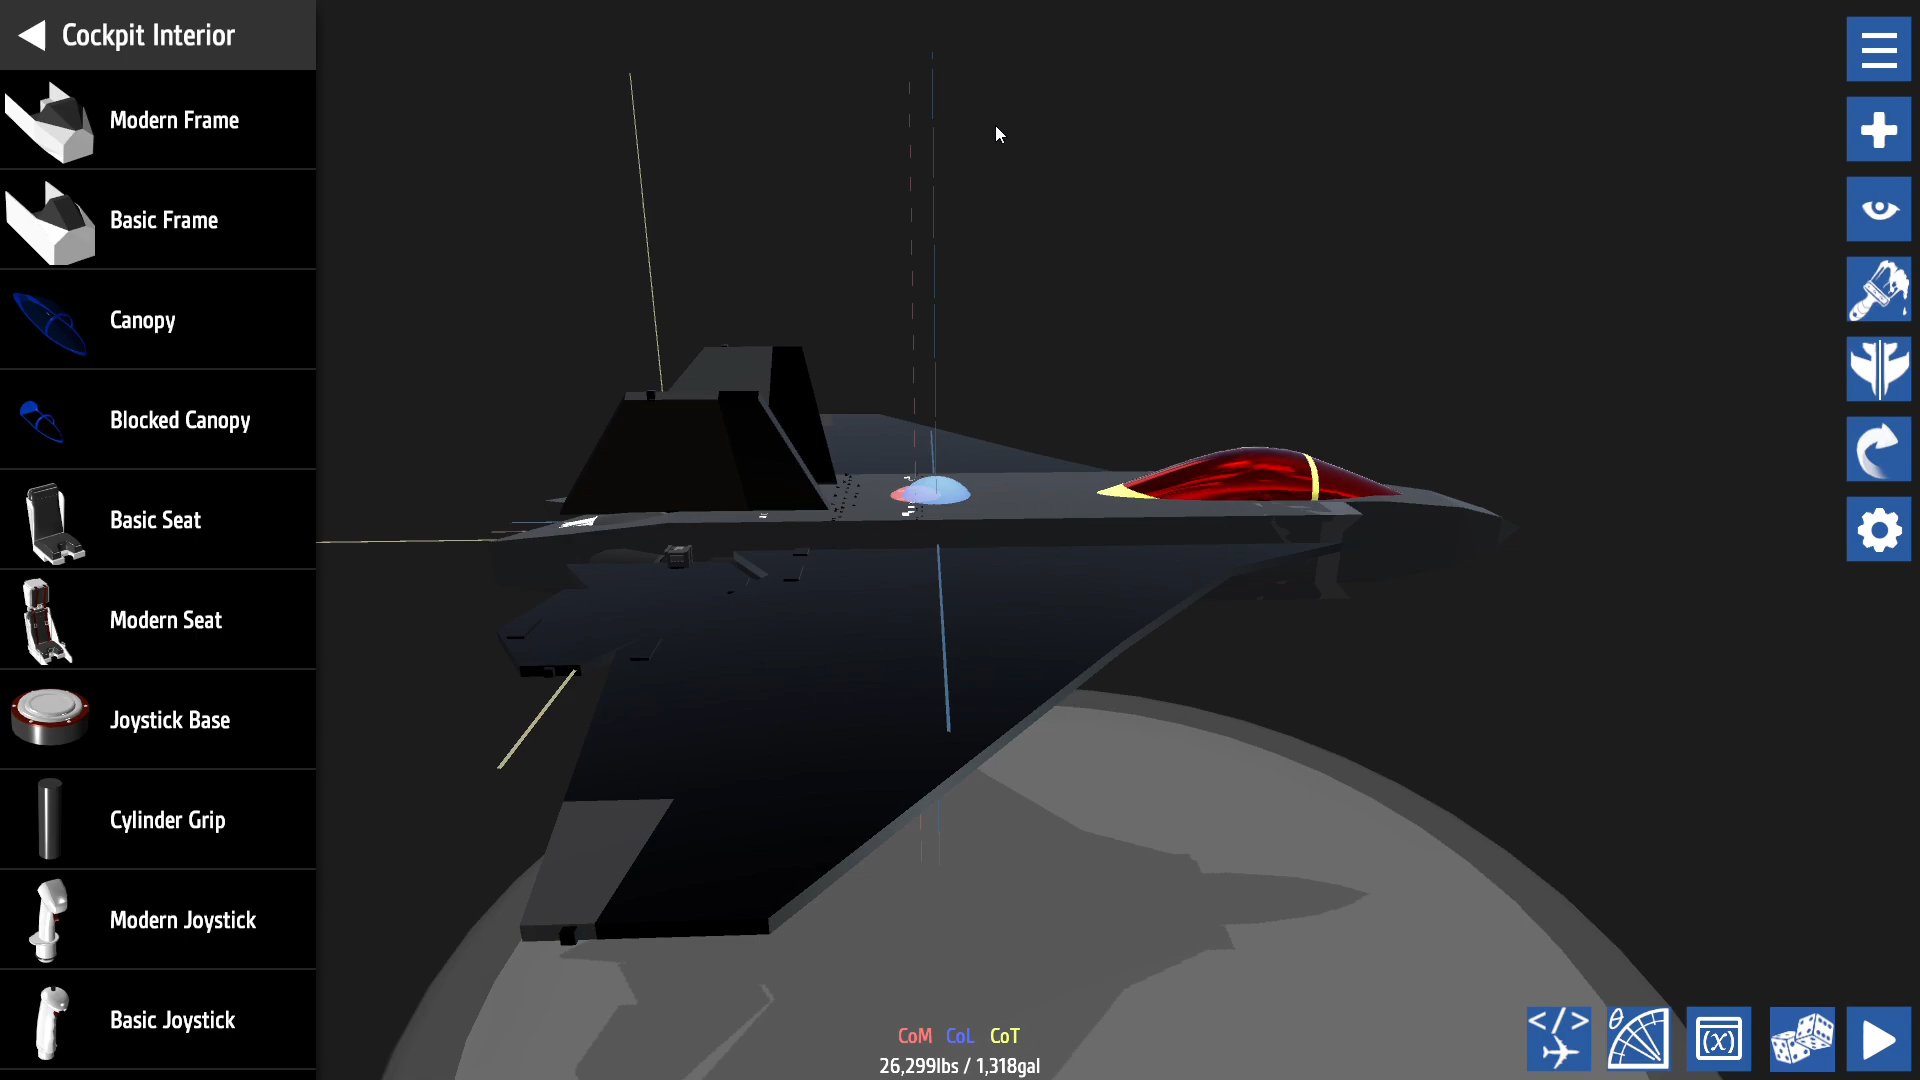 Cockpit Interior
Modern Frame
Basic Frame
Canopy
Blocked Canopy
Basic Seat
Modern Seat
Joystick Base
Cylinder Grip
Modern Joystick
Basic Joystick
CoM CoL CoT
26,299lbs / 1,318gal
</> θ (x)